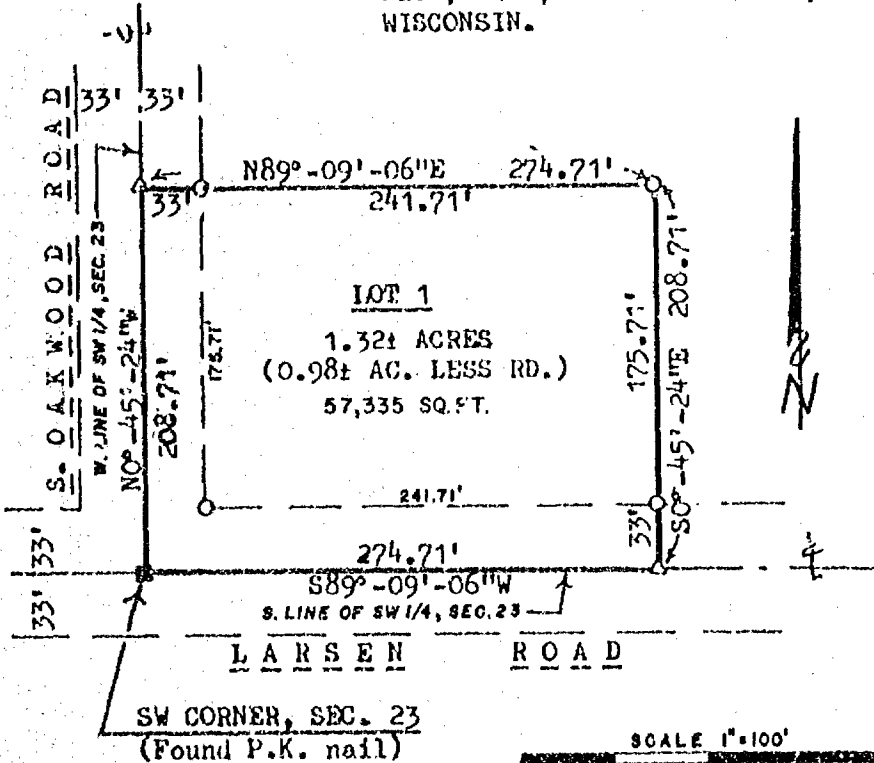 WISCONSIN.
33' 33'
S. OAKWOOD ROAD
W. LINE OF SW 1/4, SEC. 23
N89°-09'-06"E 274.71'
33'
241.71'
N0°-45'-24"W
208.71'
175.71'
LOT 1
1.32± ACRES
(0.98± AC. LESS RD.)
57,335 SQ.FT.
175.71'
S0°-45'-24"E 208.71'
N
241.71'
33'
33'
33'
274.71'
S89°-09'-06"W
S. LINE OF SW 1/4, SEC. 23
LARSEN ROAD
SW CORNER, SEC. 23
(Found P.K. nail)
SCALE 1"=100'